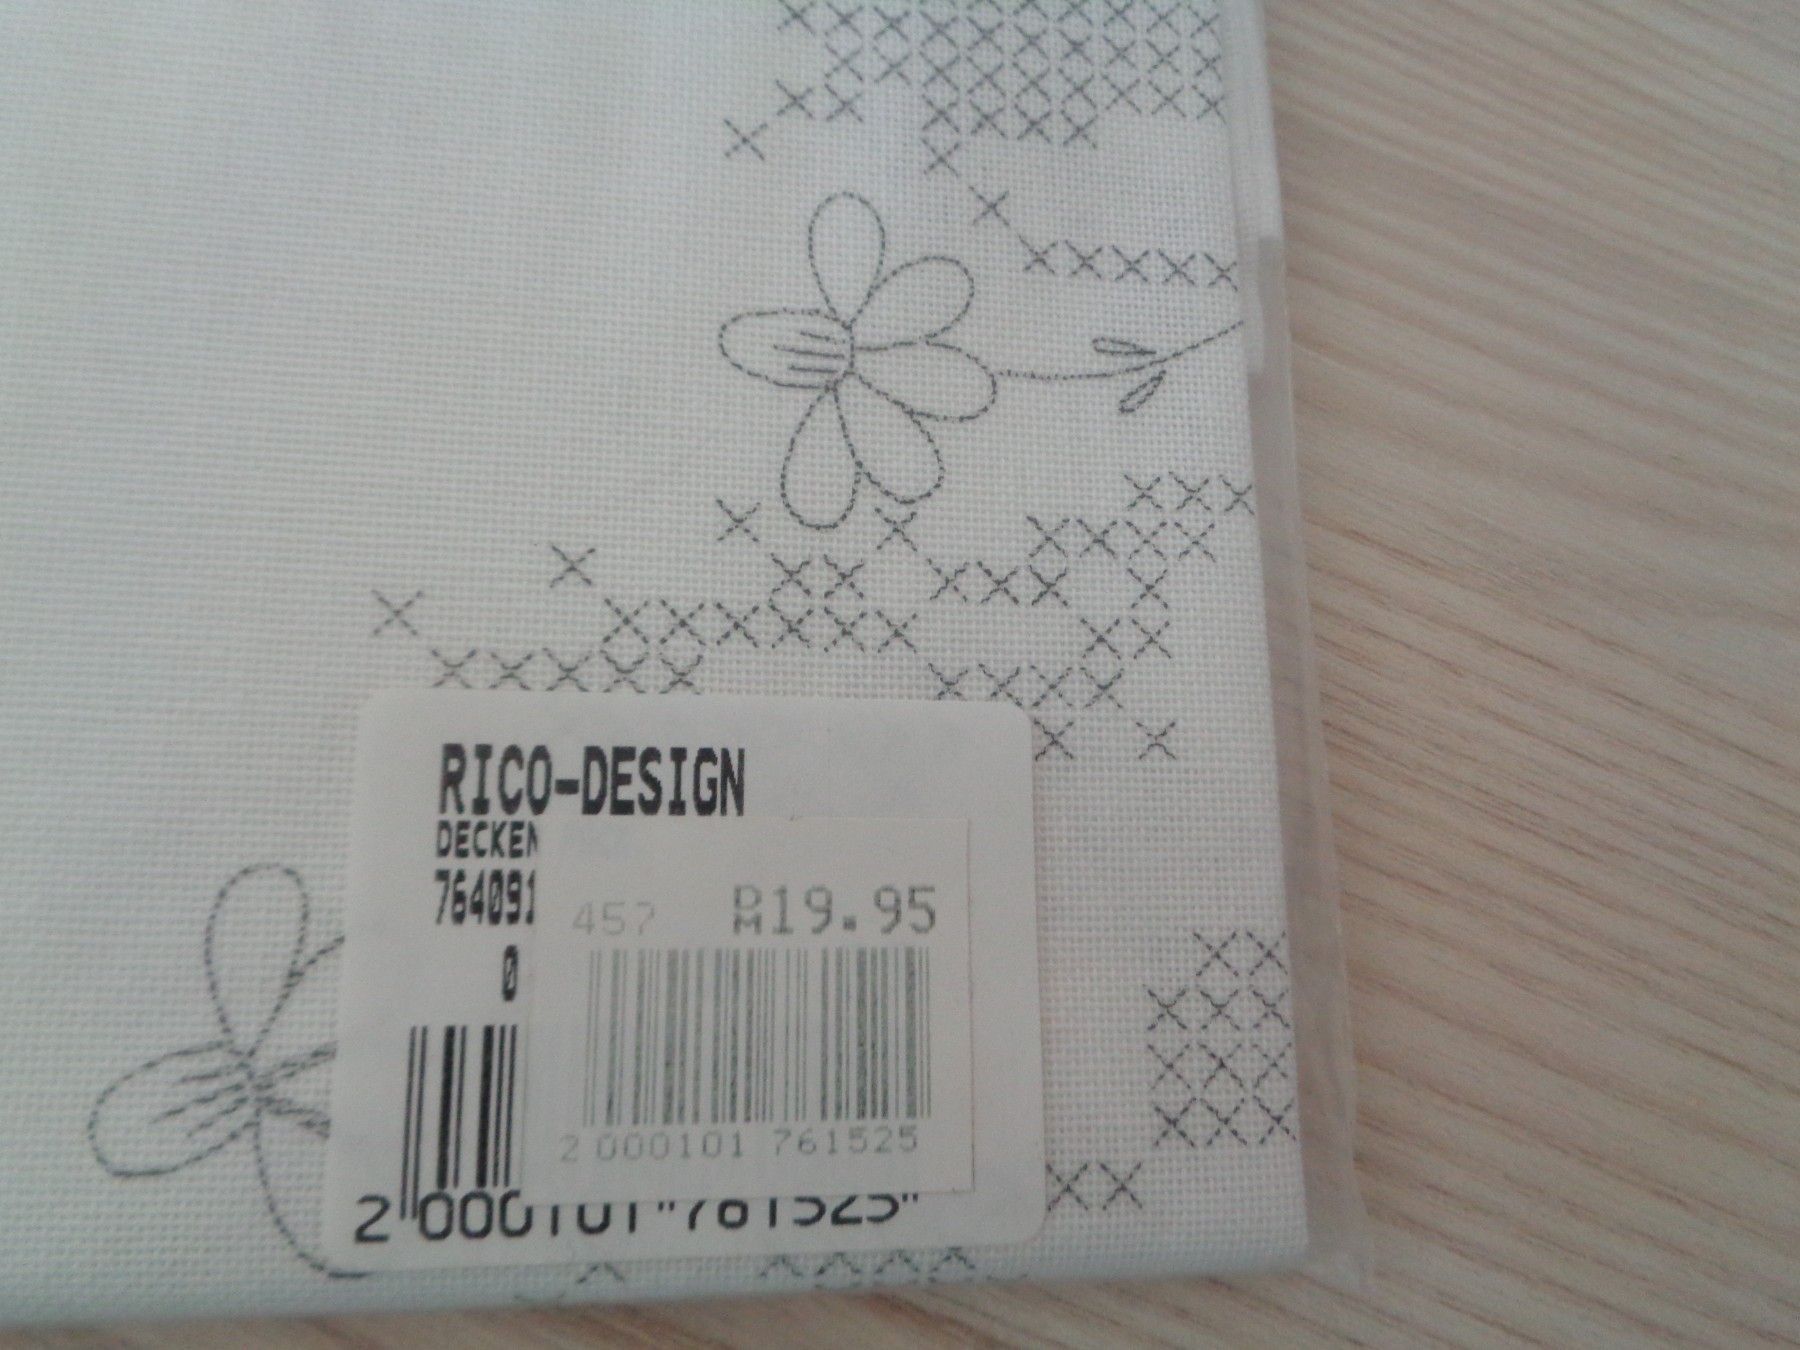 RICO-DESIGN
DECKEN
764091
0
457 DM19.95
2 000101 761525
2 000101"761525"